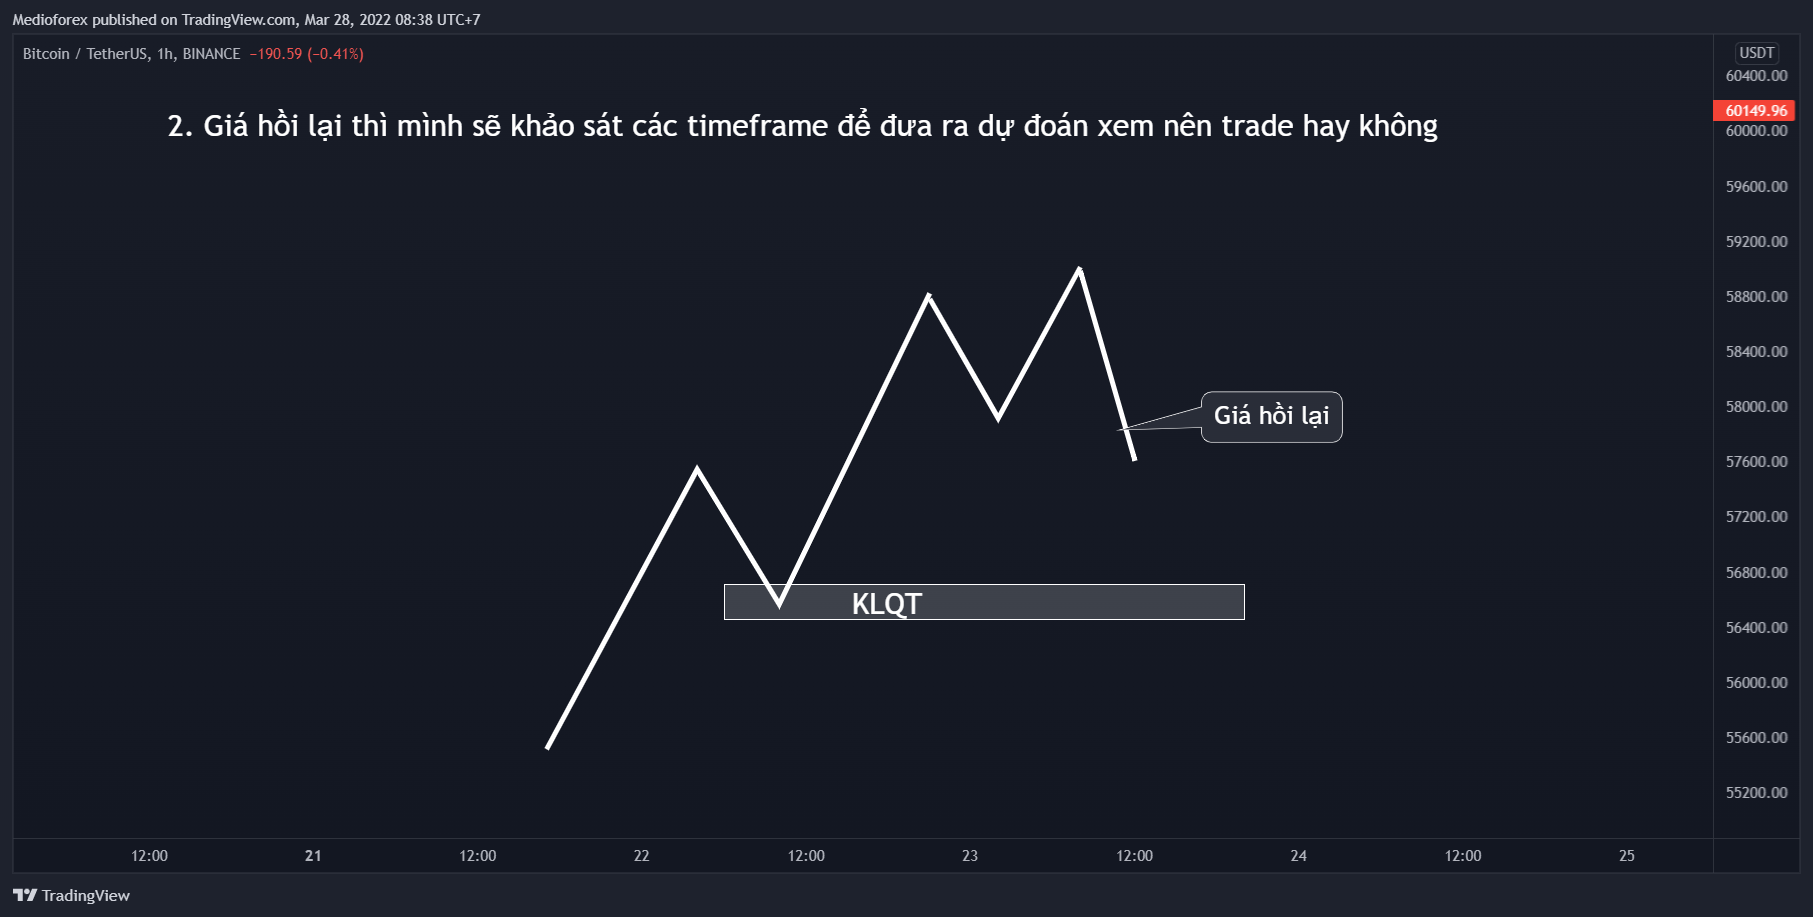 Medioforex published on TradingView.com, Mar 28, 2022 08:38 UTC+7
Bitcoin / TetherUS, 1h, BINANCE −190.59 (−0.41%)
USDT
60400.00
2. Giá hồi lại thì mình sẽ khảo sát các timeframe để đưa ra dự đoán xem nên trade hay không
60149.96
60000.00
59600.00
59200.00
58800.00
58400.00
58000.00
Giá hồi lại
57600.00
57200.00
56800.00
KLQT
56400.00
56000.00
55600.00
55200.00
12:00 21 12:00 22 12:00 23 12:00 24 12:00 25
TradingView